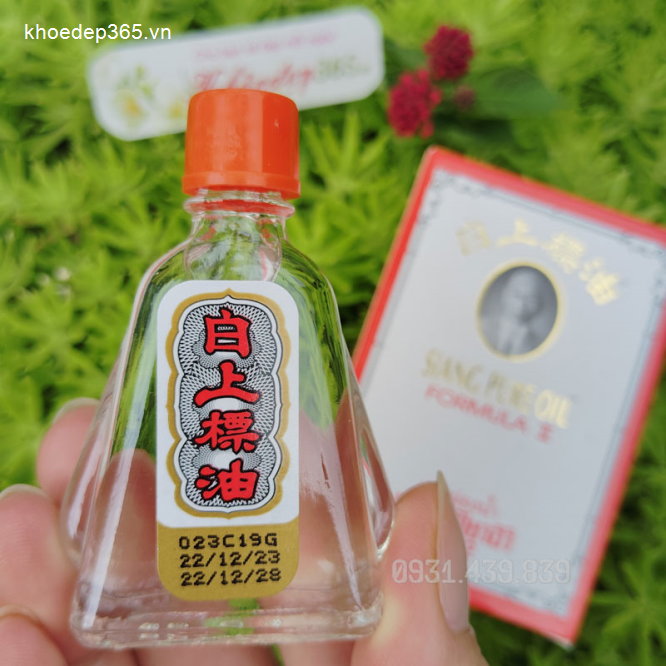 khoedep365.vn
白
上
標
油
023C19G
22/12/23
22/12/28
白上標油
SIANG PURE OIL
FORMULA I
0931.439.839